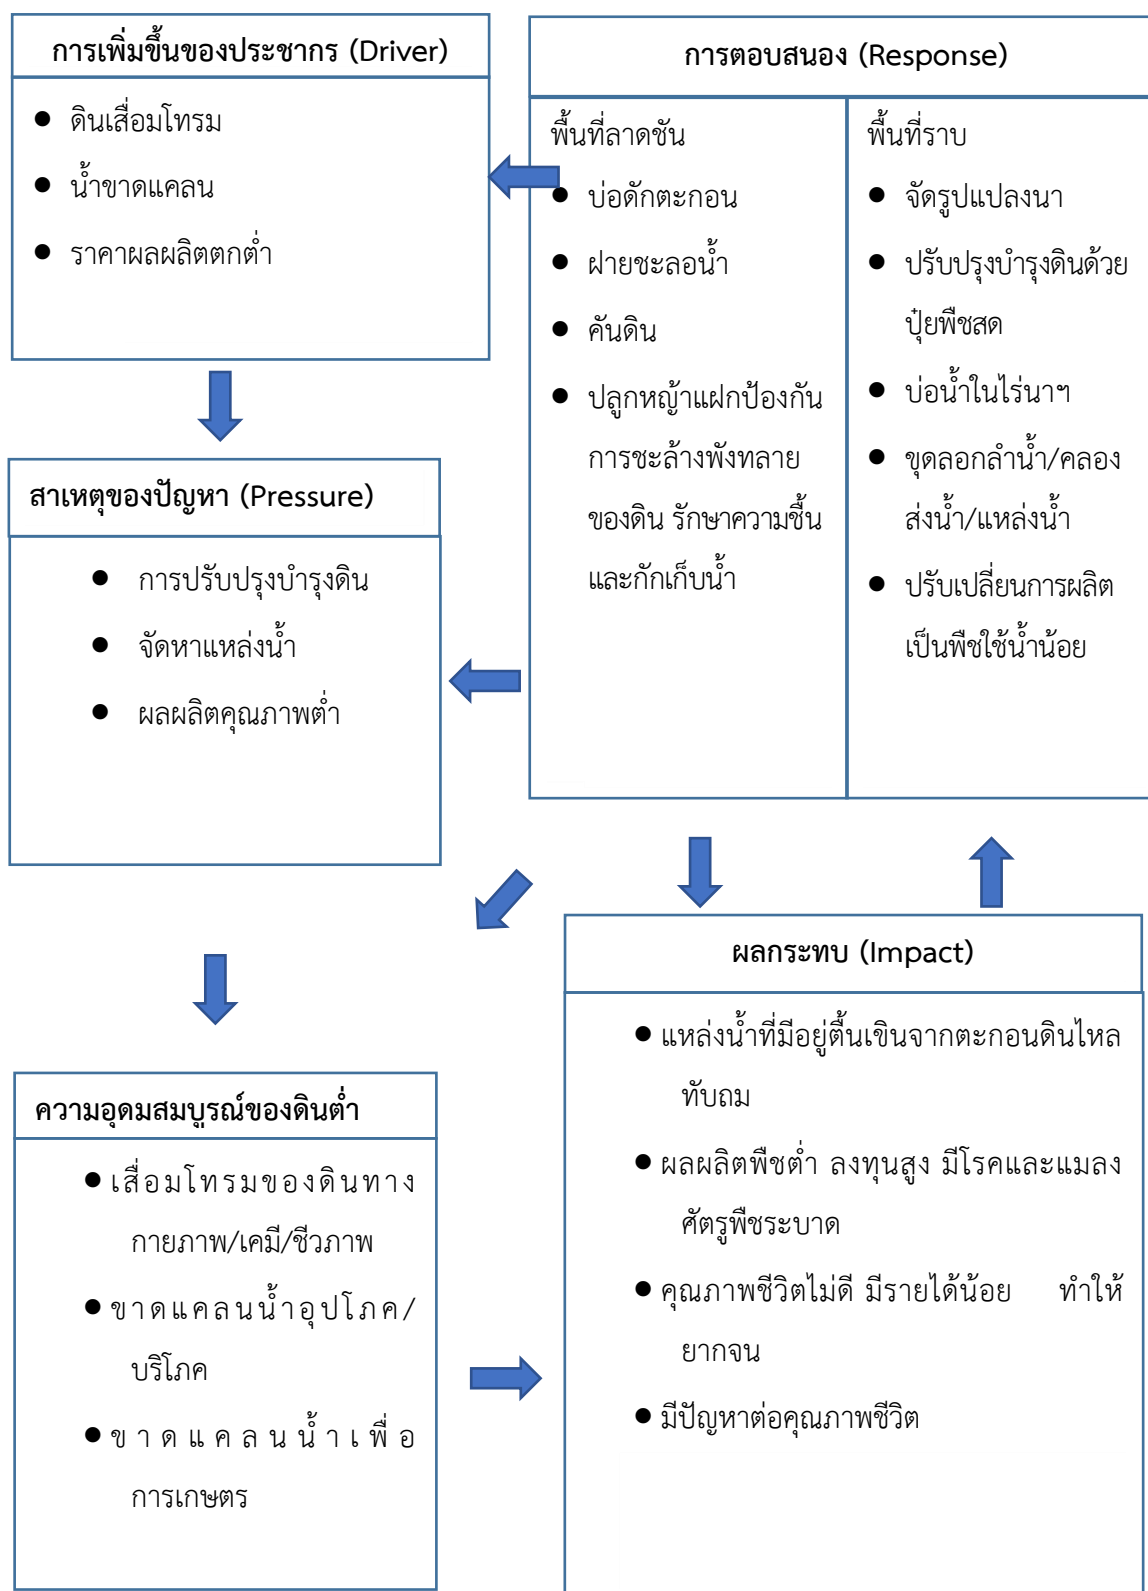 การเพิ่มขึ้นของประชากร (Driver)
● ดินเสื่อมโทรม
● น้ำขาดแคลน
● ราคาผลผลิตตกต่ำ
การตอบสนอง (Response)
พื้นที่ลาดชัน
● บ่อดักตะกอน
● ฝายชะลอน้ำ
● คันดิน
● ปลูกหญ้าแฝกป้องกัน
การชะล้างพังทลาย
ของดิน รักษาความชื้น
และกักเก็บน้ำ
พื้นที่ราบ
● จัดรูปแปลงนา
● ปรับปรุงบำรุงดินด้วย
ปุ๋ยพืชสด
● บ่อน้ำในไร่นาฯ
● ขุดลอกลำน้ำ/คลอง
ส่งน้ำ/แหล่งน้ำ
● ปรับเปลี่ยนการผลิต
เป็นพืชใช้น้ำน้อย
สาเหตุของปัญหา (Pressure)
● การปรับปรุงบำรุงดิน
● จัดหาแหล่งน้ำ
● ผลผลิตคุณภาพต่ำ
ความอุดมสมบูรณ์ของดินต่ำ
● เสื่อมโทรมของดินทาง
กายภาพ/เคมี/ชีวภาพ
● ขาดแคลนน้ำอุปโภค/
บริโภค
● ขาดแคลนน้ำเพื่อ
การเกษตร
ผลกระทบ (Impact)
● แหล่งน้ำที่มีอยู่ตื้นเขินจากตะกอนดินไหล
ทับถม
● ผลผลิตพืชต่ำ ลงทุนสูง มีโรคและแมลง
ศัตรูพืชระบาด
● คุณภาพชีวิตไม่ดี มีรายได้น้อย ทำให้
ยากจน
● มีปัญหาต่อคุณภาพชีวิต